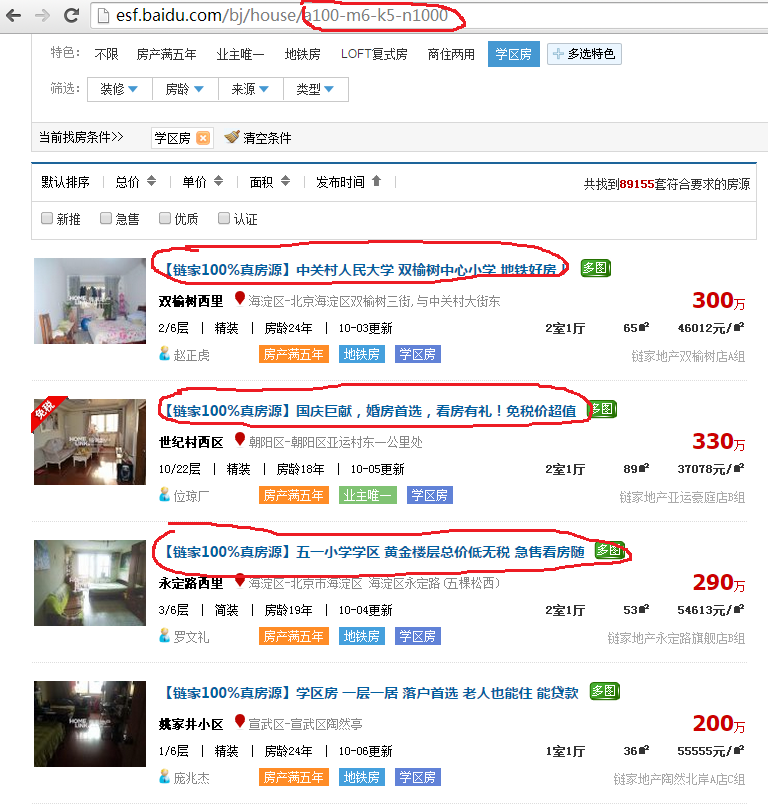 esf.baidu.com/bj/house/a100-m6-k5-n1000
特色: 不限 房产满五年 业主唯一 地铁房 LOFT复式房 商住两用 学区房 多选特色
筛选: 装修 房龄 来源 类型
当前找房条件>> 学区房 清空条件
默认排序 总价 单价 面积 发布时间 共找到89155套符合要求的房源
新推 急售 优质 认证
【链家100%真房源】中关村人民大学 双榆树中心小学 地铁好房！ 多图
双榆树西里 海淀区-北京海淀区双榆树三街,与中关村大街东 300万
2/6层 | 精装 | 房龄24年 | 10-03更新 2室1厅 65㎡ 46012元/㎡
赵正虎 房产满五年 地铁房 学区房 链家地产双榆树店A组
免税
【链家100%真房源】国庆巨献，婚房首选，看房有礼！免税价超值 多图
世纪村西区 朝阳区-朝阳区亚运村东一公里处 330万
10/22层 | 精装 | 房龄18年 | 10-05更新 2室1厅 89㎡ 37078元/㎡
位琼厂 房产满五年 业主唯一 学区房 链家地产亚运豪庭店B组
【链家100%真房源】五一小学学区 黄金楼层总价低无税 急售看房随 多图
永定路西里 海淀区-北京市海淀区 海淀区永定路(五棵松西) 290万
3/6层 | 简装 | 房龄19年 | 10-04更新 2室1厅 53㎡ 54613元/㎡
罗文礼 房产满五年 地铁房 学区房 链家地产永定路旗舰店B组
【链家100%真房源】学区房 一层一居 落户首选 老人也能住 能贷款 多图
姚家井小区 宣武区-宣武区陶然亭 200万
1/6层 | 精装 | 房龄24年 | 10-06更新 1室1厅 36㎡ 55555元/㎡
庞兆杰 房产满五年 地铁房 学区房 链家地产陶然北岸A店C组